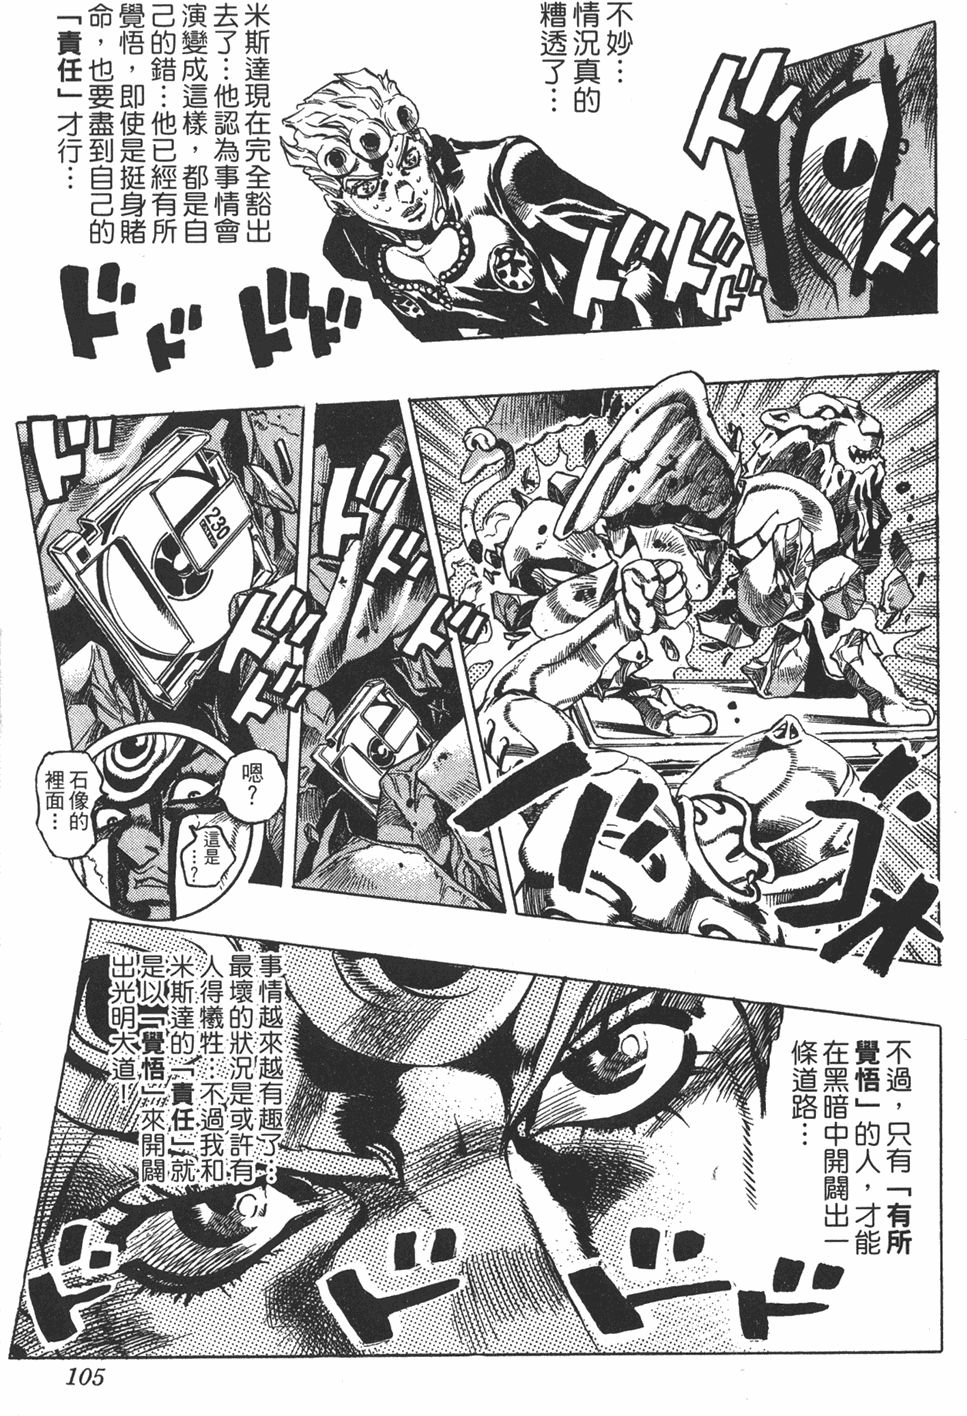 不妙…
情況真的
糟透了…
米斯達現在完全豁出
去了…他認為事情會
演變成這樣，都是自
己的錯…他已經有所
覺悟，即使是挺身賭
命，也要盡到自己的
「責任」才行…
ドド
ドドド
ドドドド
ゴゴオ
ドド
ドド
ドド
2:30
嗯？
這是
…？
石像的
裡面…
不過，只有「有所
覺悟」的人，才能
在黑暗中開闢出一
條道路…
事情越來越有趣了…
最壞的狀況是或許有
人得犧牲…不過我和
米斯達的「責任」就
是以「覺悟」來開闢
出光明大道！
ドドドドド
105